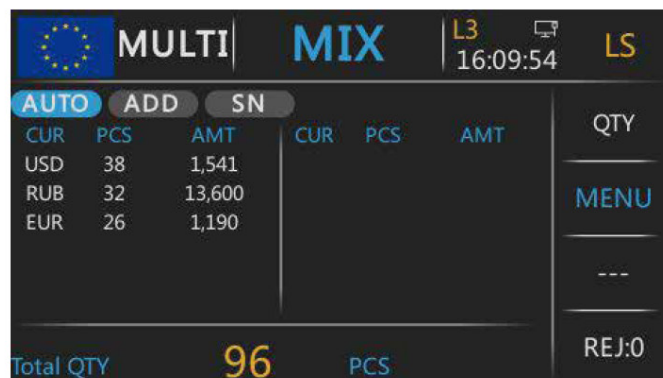 MULTI MIX L3 LS
16:09:54
AUTO ADD SN
QTY
CUR PCS AMT CUR PCS AMT
USD 38 1,541
RUB 32 13,600
MENU
EUR 26 1,190
---
REJ:0
Total QTY 96 PCS